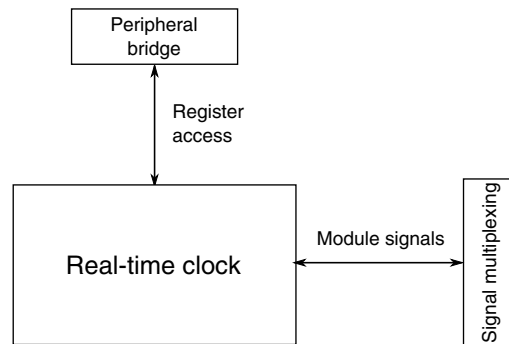 Peripheral
bridge
Register
access
Real-time clock
Module signals
Signal multiplexing